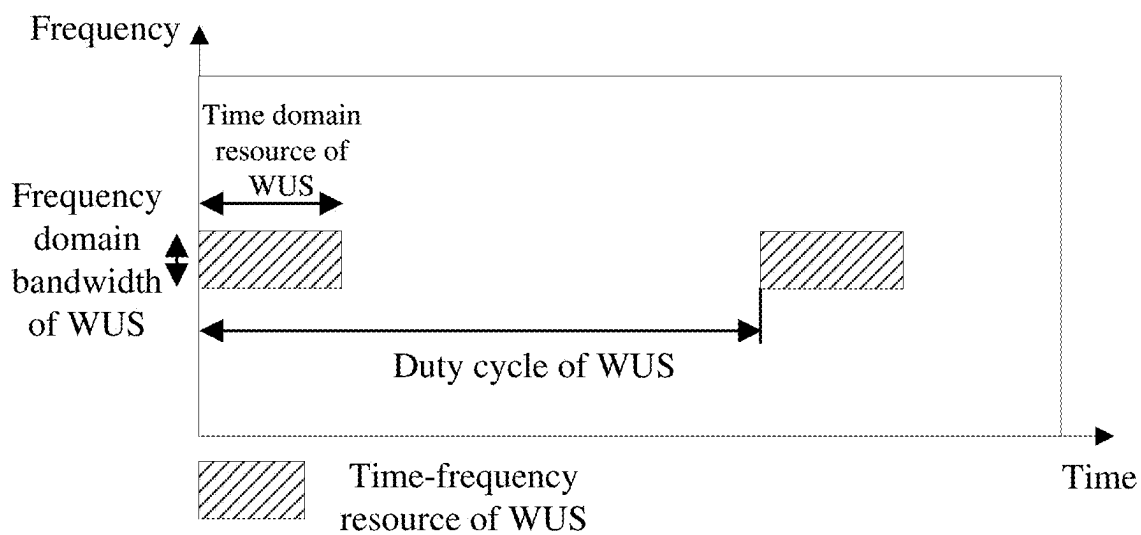 Frequency
Time domain
resource of
WUS
Frequency
domain
bandwidth
of WUS
Duty cycle of WUS
Time
Time-frequency
resource of WUS